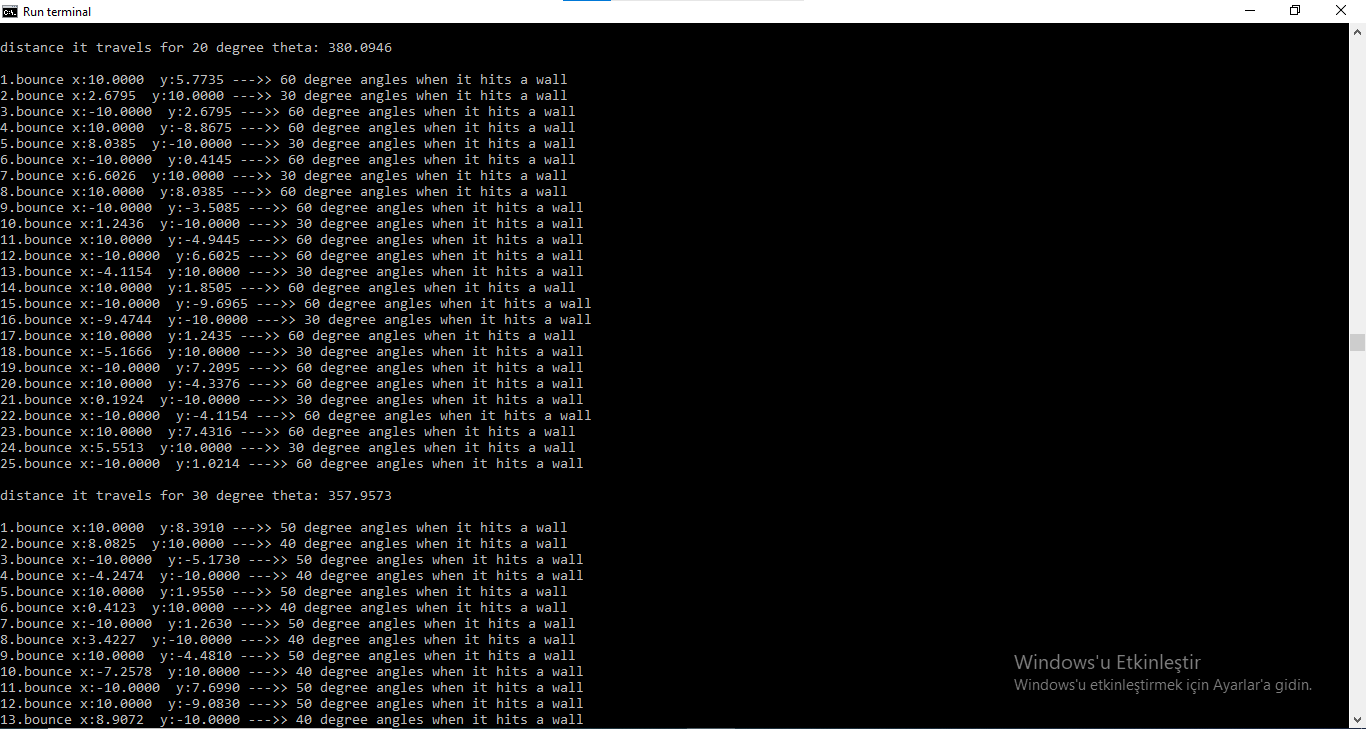 Run terminal
distance it travels for 20 degree theta: 380.0946
1.bounce x:10.0000  y:5.7735 --->> 60 degree angles when it hits a wall
2.bounce x:2.6795  y:10.0000 --->> 30 degree angles when it hits a wall
3.bounce x:-10.0000  y:2.6795 --->> 60 degree angles when it hits a wall
4.bounce x:10.0000  y:-8.8675 --->> 60 degree angles when it hits a wall
5.bounce x:8.0385  y:-10.0000 --->> 30 degree angles when it hits a wall
6.bounce x:-10.0000  y:0.4145 --->> 60 degree angles when it hits a wall
7.bounce x:6.6026  y:10.0000 --->> 30 degree angles when it hits a wall
8.bounce x:10.0000  y:8.0385 --->> 60 degree angles when it hits a wall
9.bounce x:-10.0000  y:-3.5085 --->> 60 degree angles when it hits a wall
10.bounce x:1.2436  y:-10.0000 --->> 30 degree angles when it hits a wall
11.bounce x:10.0000  y:-4.9445 --->> 60 degree angles when it hits a wall
12.bounce x:-10.0000  y:6.6025 --->> 60 degree angles when it hits a wall
13.bounce x:-4.1154  y:10.0000 --->> 30 degree angles when it hits a wall
14.bounce x:10.0000  y:1.8505 --->> 60 degree angles when it hits a wall
15.bounce x:-10.0000  y:-9.6965 --->> 60 degree angles when it hits a wall
16.bounce x:-9.4744  y:-10.0000 --->> 30 degree angles when it hits a wall
17.bounce x:10.0000  y:1.2435 --->> 60 degree angles when it hits a wall
18.bounce x:-5.1666  y:10.0000 --->> 30 degree angles when it hits a wall
19.bounce x:-10.0000  y:7.2095 --->> 60 degree angles when it hits a wall
20.bounce x:10.0000  y:-4.3376 --->> 60 degree angles when it hits a wall
21.bounce x:0.1924  y:-10.0000 --->> 30 degree angles when it hits a wall
22.bounce x:-10.0000  y:-4.1154 --->> 60 degree angles when it hits a wall
23.bounce x:10.0000  y:7.4316 --->> 60 degree angles when it hits a wall
24.bounce x:5.5513  y:10.0000 --->> 30 degree angles when it hits a wall
25.bounce x:-10.0000  y:1.0214 --->> 60 degree angles when it hits a wall
distance it travels for 30 degree theta: 357.9573
1.bounce x:10.0000  y:8.3910 --->> 50 degree angles when it hits a wall
2.bounce x:8.0825  y:10.0000 --->> 40 degree angles when it hits a wall
3.bounce x:-10.0000  y:-5.1730 --->> 50 degree angles when it hits a wall
4.bounce x:-4.2474  y:-10.0000 --->> 40 degree angles when it hits a wall
5.bounce x:10.0000  y:1.9550 --->> 50 degree angles when it hits a wall
6.bounce x:0.4123  y:10.0000 --->> 40 degree angles when it hits a wall
7.bounce x:-10.0000  y:1.2630 --->> 50 degree angles when it hits a wall
8.bounce x:3.4227  y:-10.0000 --->> 40 degree angles when it hits a wall
9.bounce x:10.0000  y:-4.4810 --->> 50 degree angles when it hits a wall
10.bounce x:-7.2578  y:10.0000 --->> 40 degree angles when it hits a wall
11.bounce x:-10.0000  y:7.6990 --->> 50 degree angles when it hits a wall
12.bounce x:10.0000  y:-9.0830 --->> 50 degree angles when it hits a wall
13.bounce x:8.9072  y:-10.0000 --->> 40 degree angles when it hits a wall
Windows'u Etkinleştir
Windows'u etkinleştirmek için Ayarlar'a gidin.